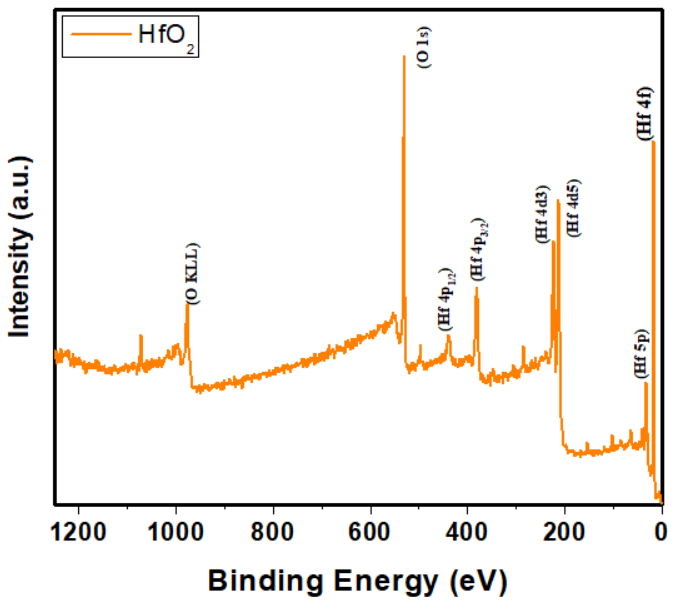 HfO₂
(O 1s)
(Hf 4f)
(Hf 4d3)
(Hf 4d5)
(Hf 4p₃/₂)
(O KLL)
(Hf 4p₁/₂)
(Hf 5p)
Intensity (a.u.)
1200 1000 800 600 400 200 0
Binding Energy (eV)